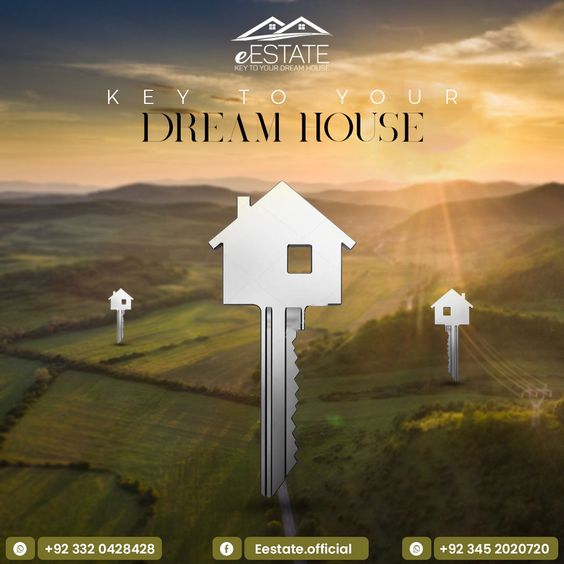 eESTATE
KEY TO YOUR DREAM HOUSE
KEY TO YOUR
DREAM HOUSE
+92 332 0428428
Eestate.official
+92 345 2020720